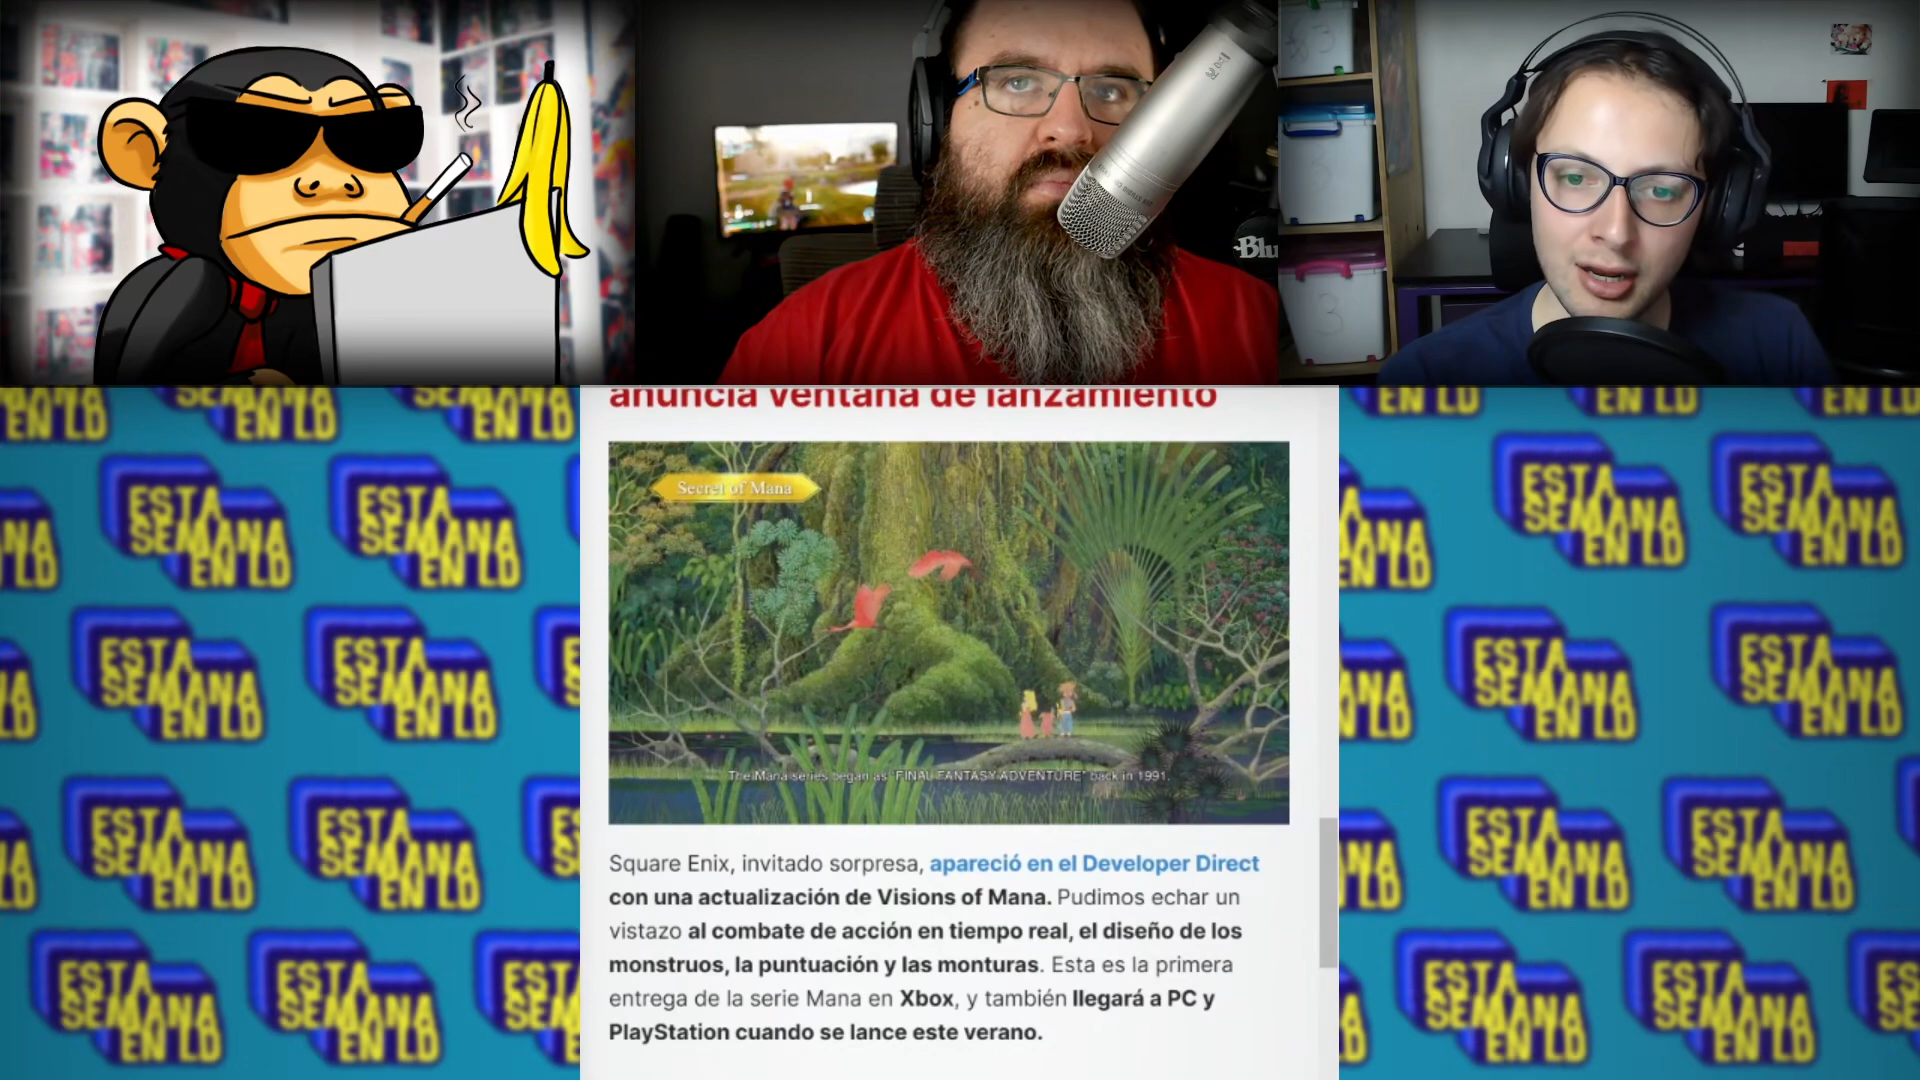 3
Blu
3
anuncia ventana de lanzamiento
Secret of Mana
The Mana series began as "FINAL FANTASY ADVENTURE" back in 1991.
Square Enix, invitado sorpresa, apareció en el Developer Direct
con una actualización de Visions of Mana. Pudimos echar un
vistazo al combate de acción en tiempo real, el diseño de los
monstruos, la puntuación y las monturas. Esta es la primera
entrega de la serie Mana en Xbox, y también llegará a PC y
PlayStation cuando se lance este verano.
ESTA
SEMANA
EN LD